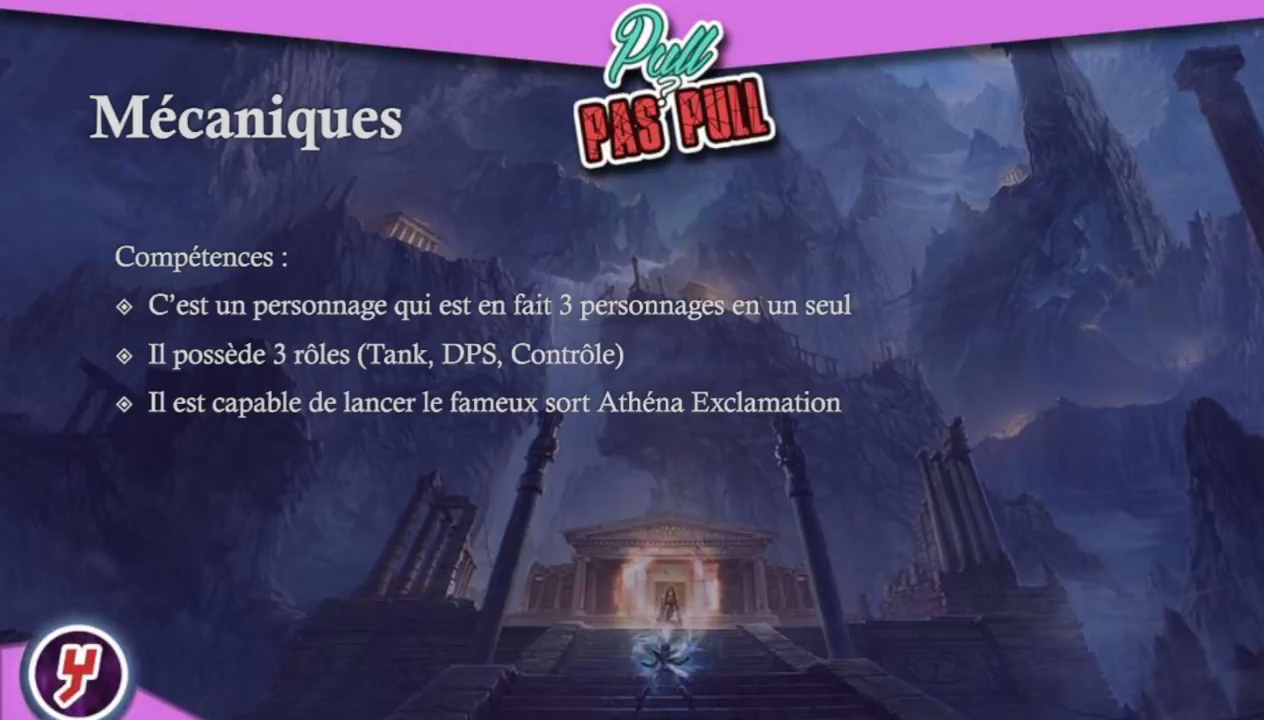 Pull
?
PAS PULL
Mécaniques
Compétences :
C’est un personnage qui est en fait 3 personnages en un seul
Il possède 3 rôles (Tank, DPS, Contrôle)
Il est capable de lancer le fameux sort Athéna Exclamation
y